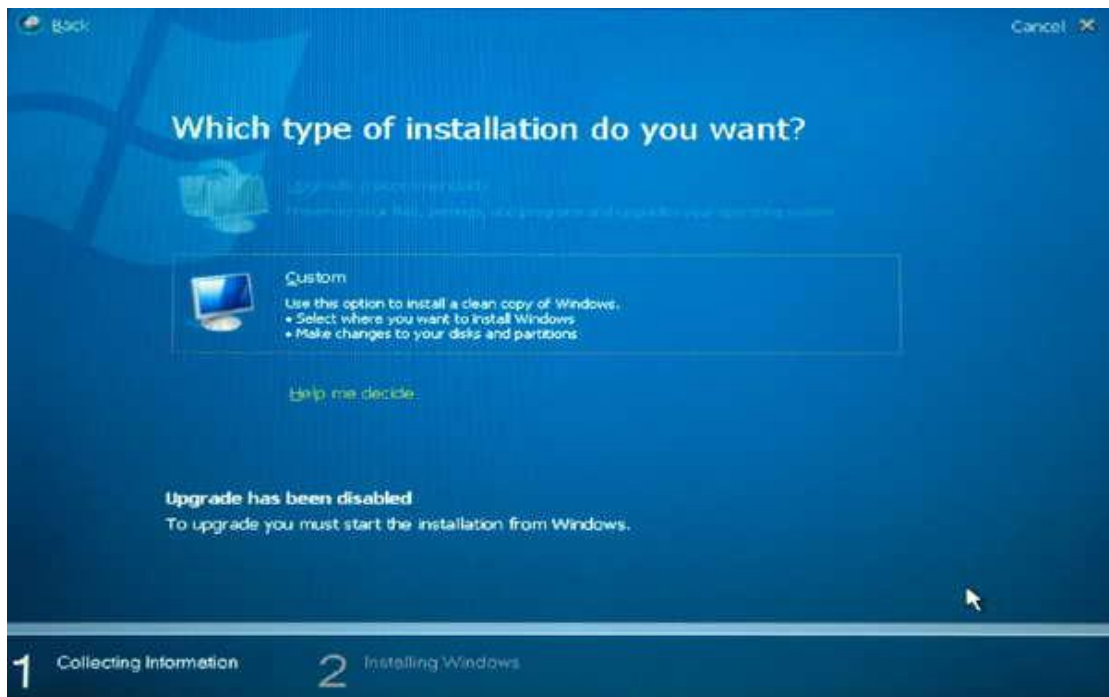 Back
Cancel
Which type of installation do you want?
Custom
Use this option to install a clean copy of Windows.
• Select where you want to install Windows
• Make changes to your disks and partitions
Help me decide
Upgrade has been disabled
To upgrade you must start the installation from Windows.
1 Collecting Information 2 Installing Windows